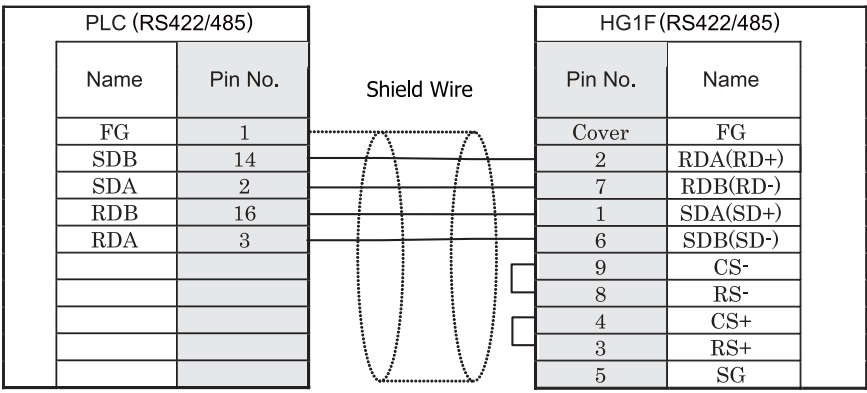 PLC (RS422/485)
HG1F(RS422/485)
Name Pin No.
Shield Wire
Pin No. Name
FG 1 Cover FG
SDB 14 2 RDA(RD+)
SDA 2 7 RDB(RD-)
RDB 16 1 SDA(SD+)
RDA 3 6 SDB(SD-)
9 CS-
8 RS-
4 CS+
3 RS+
5 SG